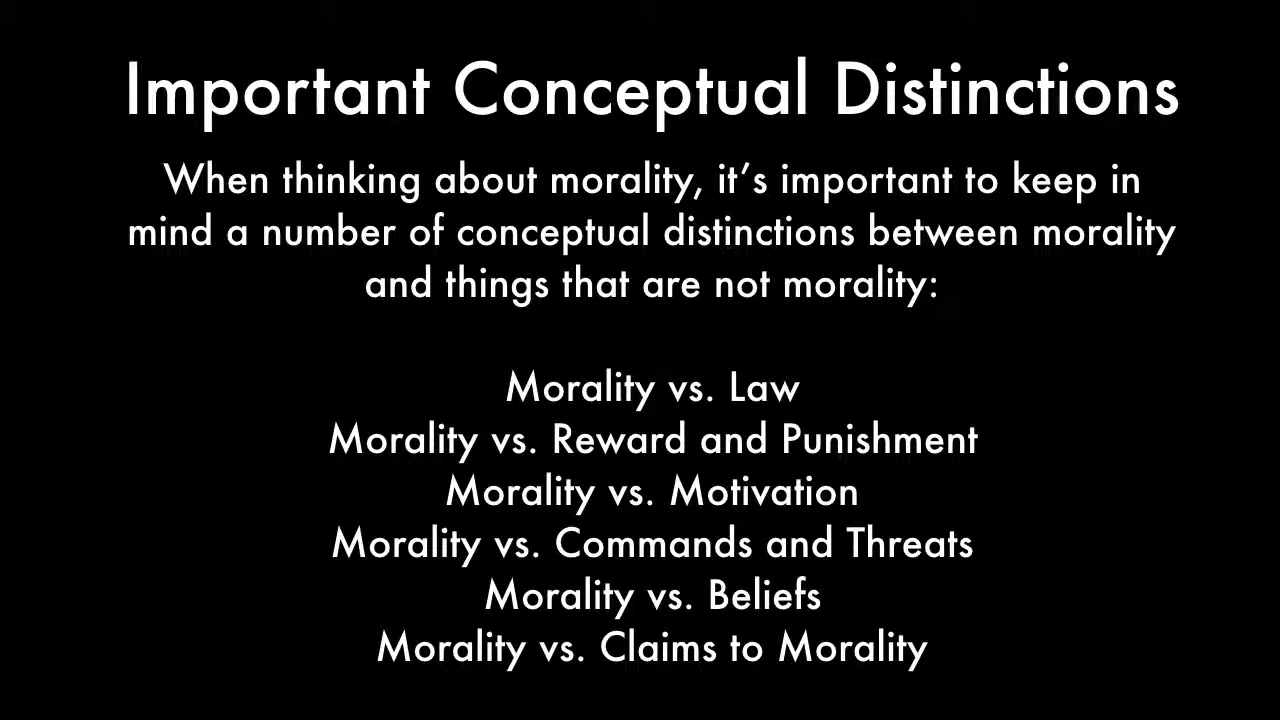 Important Conceptual Distinctions
When thinking about morality, it’s important to keep in
mind a number of conceptual distinctions between morality
and things that are not morality:
Morality vs. Law
Morality vs. Reward and Punishment
Morality vs. Motivation
Morality vs. Commands and Threats
Morality vs. Beliefs
Morality vs. Claims to Morality